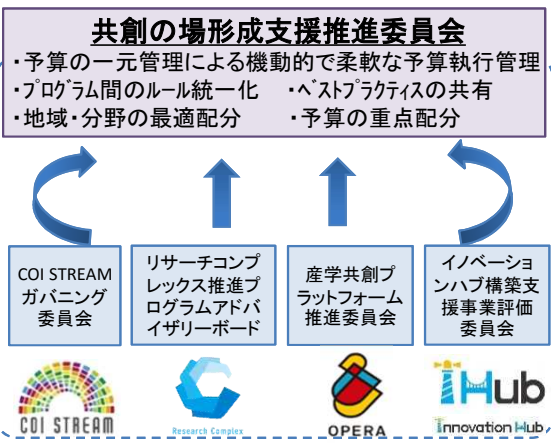 共創の場形成支援推進委員会
・予算の一元管理による機動的で柔軟な予算執行管理
・プログラム間のルール統一化　・ベストプラクティスの共有
・地域・分野の最適配分　・予算の重点配分
COI STREAM
ガバニング
委員会
リサーチコンプ
レックス推進プ
ログラムアドバ
イザリーボード
産学共創プ
ラットフォーム
推進委員会
イノベーショ
ンハブ構築支
援事業評価
委員会
COI STREAM
Research Complex
OPERA
iHub
Innovation Hub